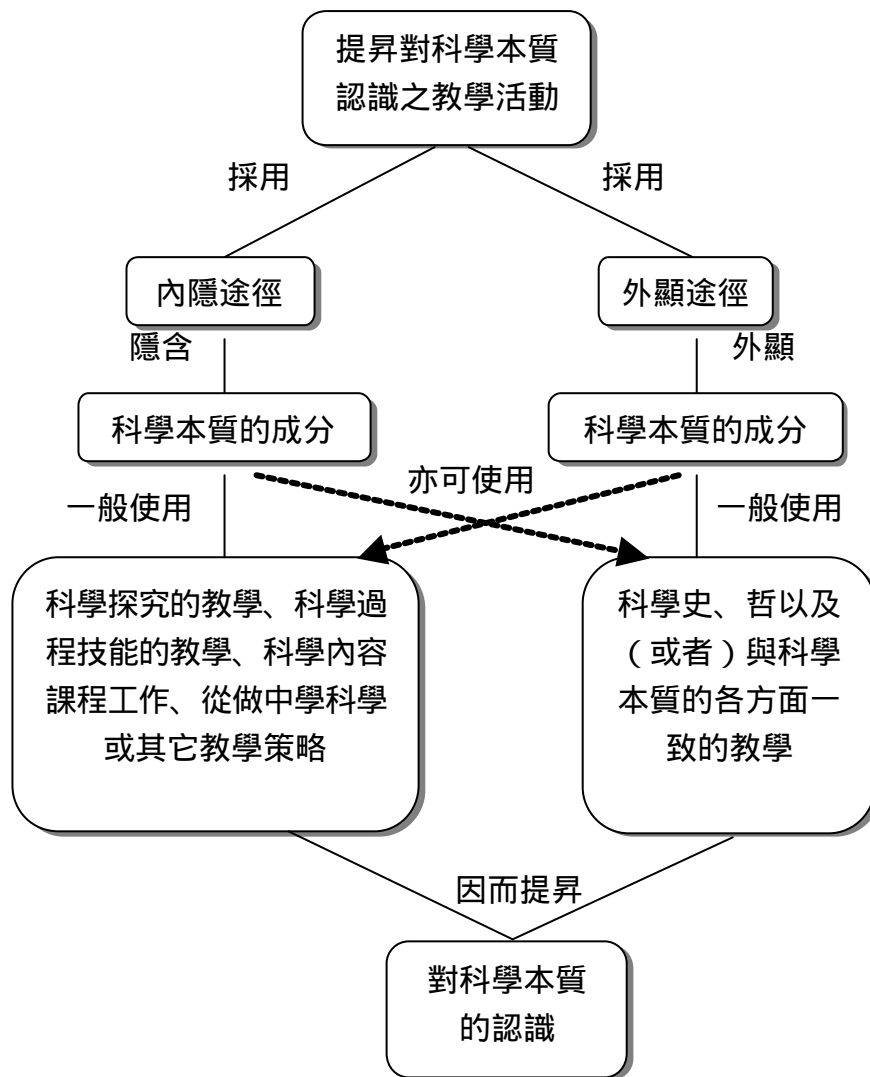 提昇對科學本質
認識之教學活動
採用
採用
內隱途徑
外顯途徑
隱含
外顯
科學本質的成分
科學本質的成分
亦可使用
一般使用
一般使用
科學探究的教學、科學過
程技能的教學、科學內容
課程工作、從做中學科學
或其它教學策略
科學史、哲以及
（或者）與科學
本質的各方面一
致的教學
因而提昇
對科學本質
的認識